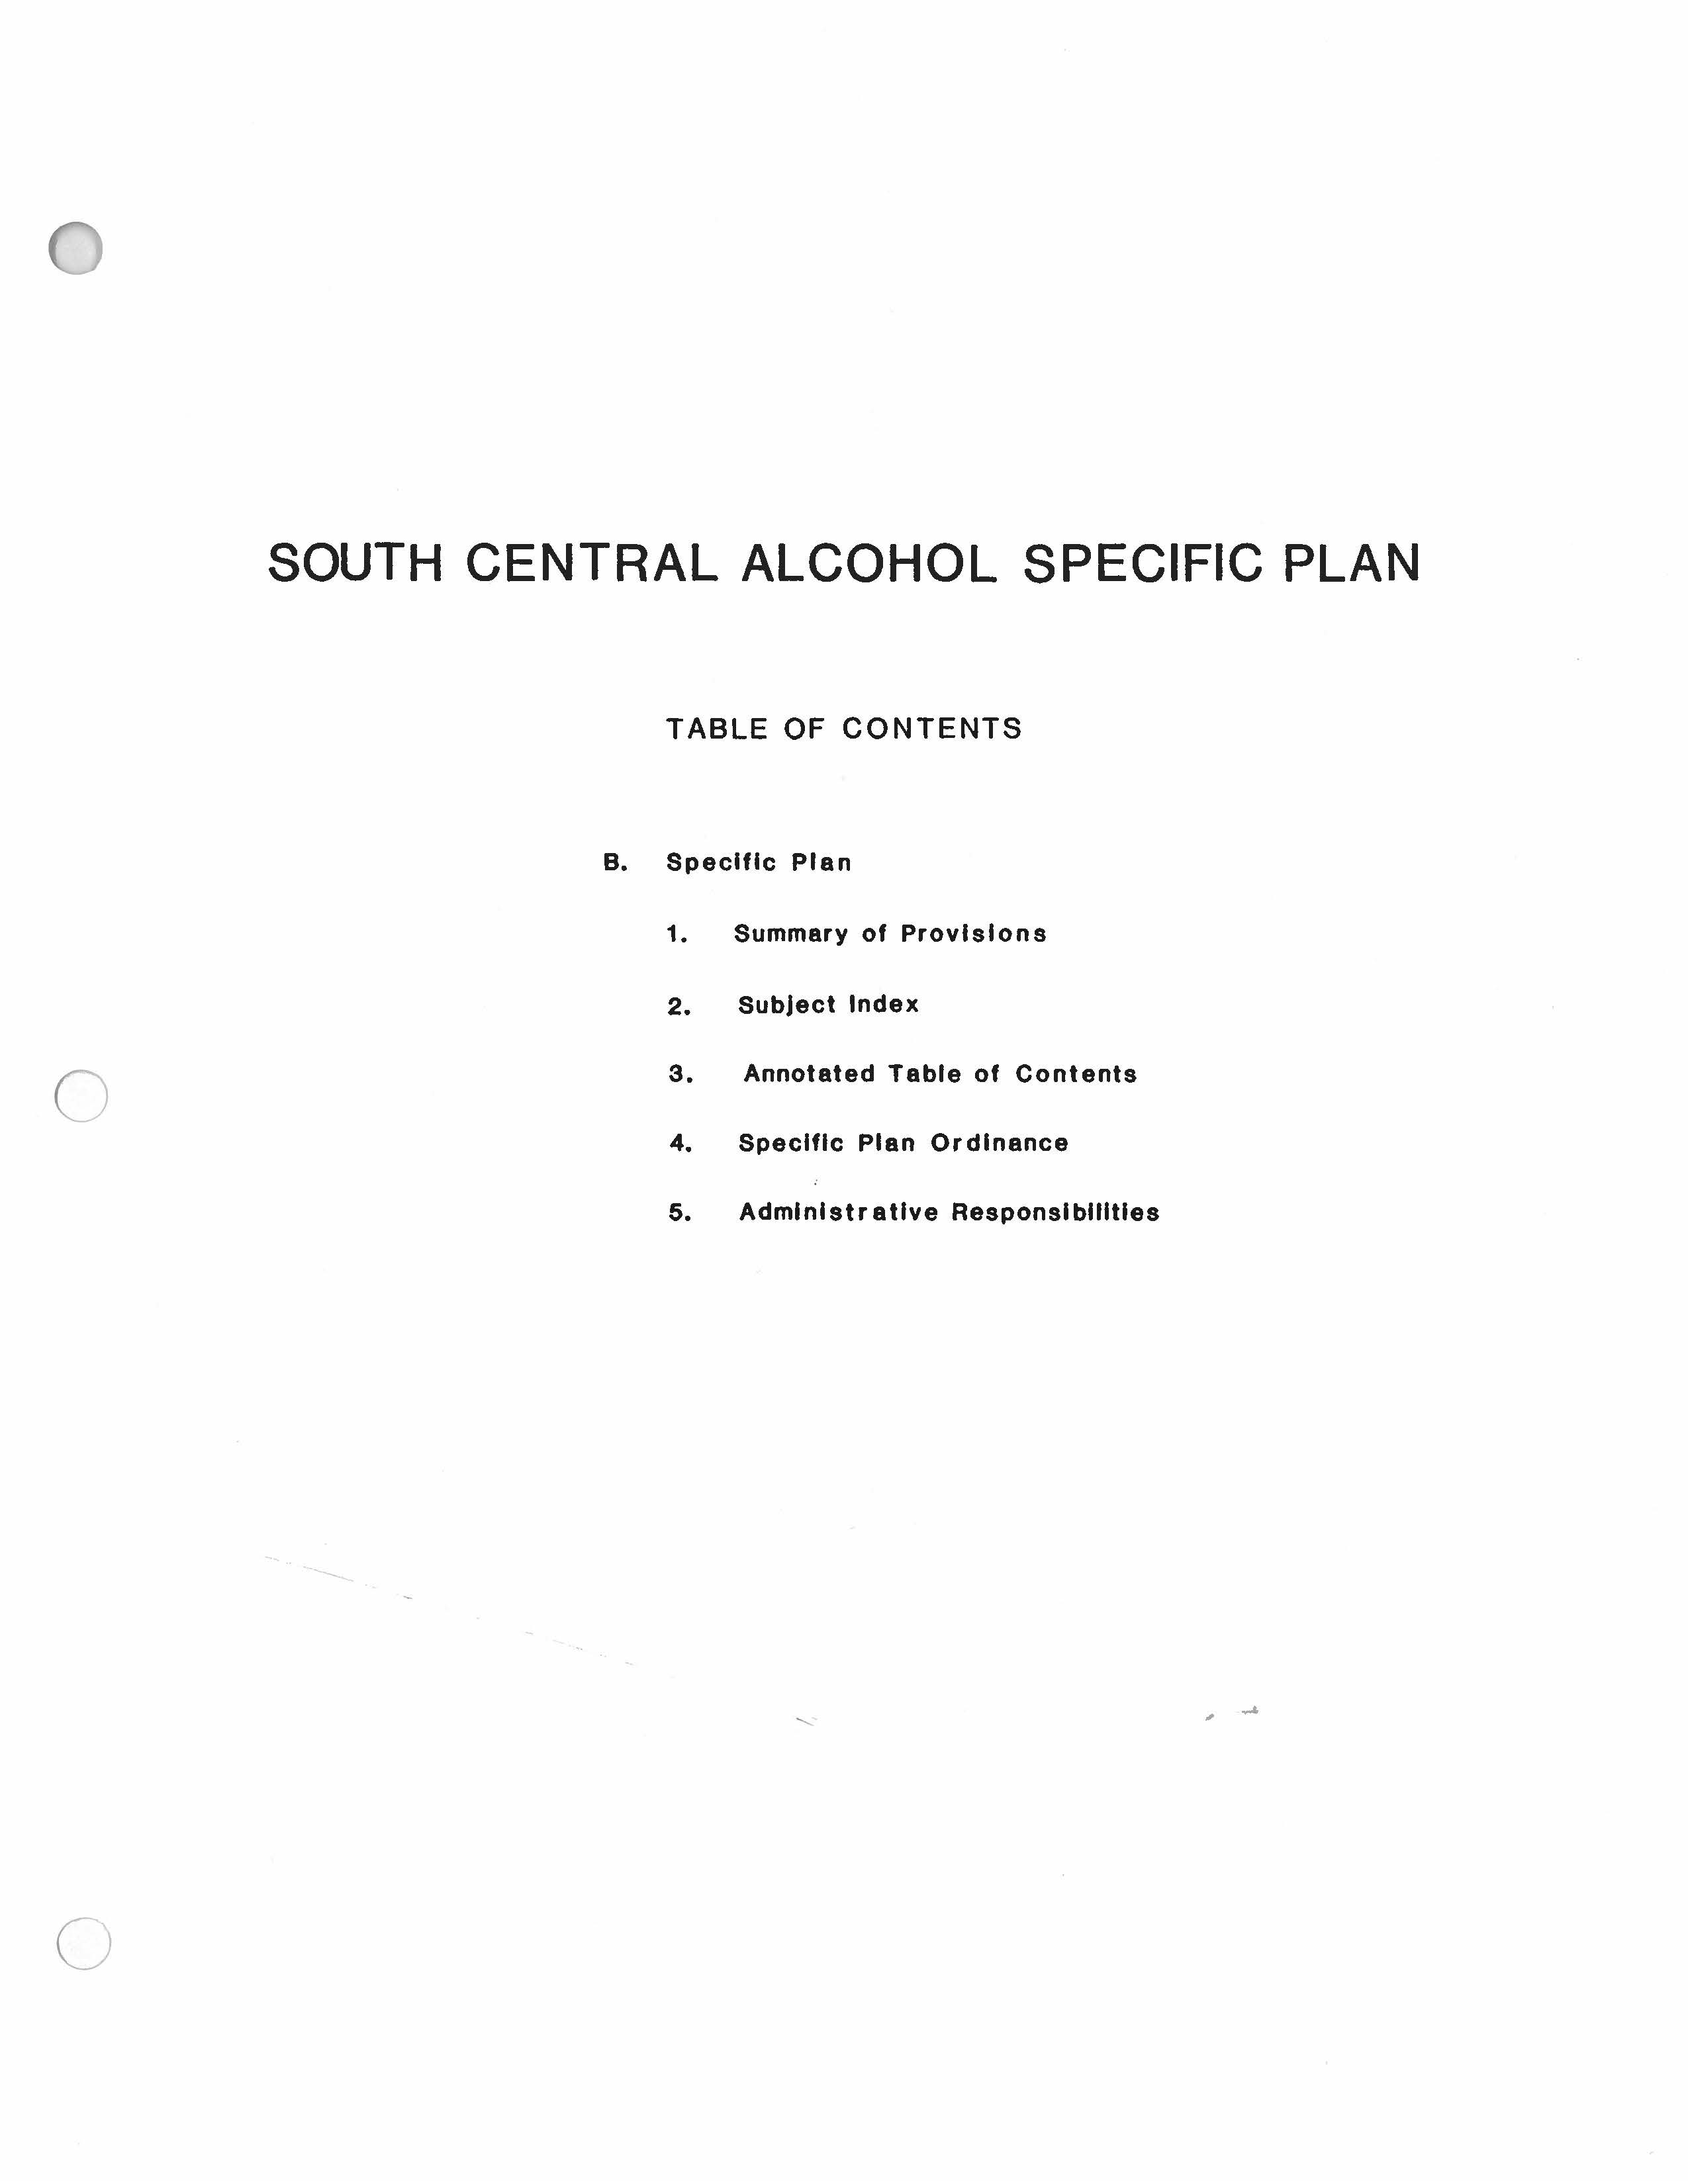 SOUTH CENTRAL ALCOHOL SPECIFIC PLAN
TABLE OF CONTENTS
B. Specific Plan
1. Summary of Provisions
2. Subject Index
3. Annotated Table of Contents
4. Specific Plan Ordinance
5. Administrative Responsibilities